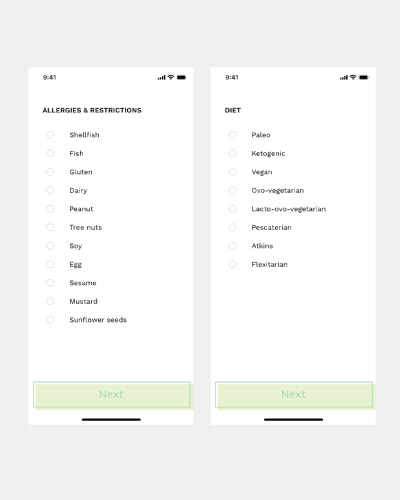 9:41
ALLERGIES & RESTRICTIONS
Shellfish
Fish
Gluten
Dairy
Peanut
Tree nuts
Soy
Egg
Sesame
Mustard
Sunflower seeds
Next
9:41
DIET
Paleo
Ketogenic
Vegan
Ovo-vegetarian
Lacto-ovo-vegetarian
Pescaterian
Atkins
Flexitarian
Next